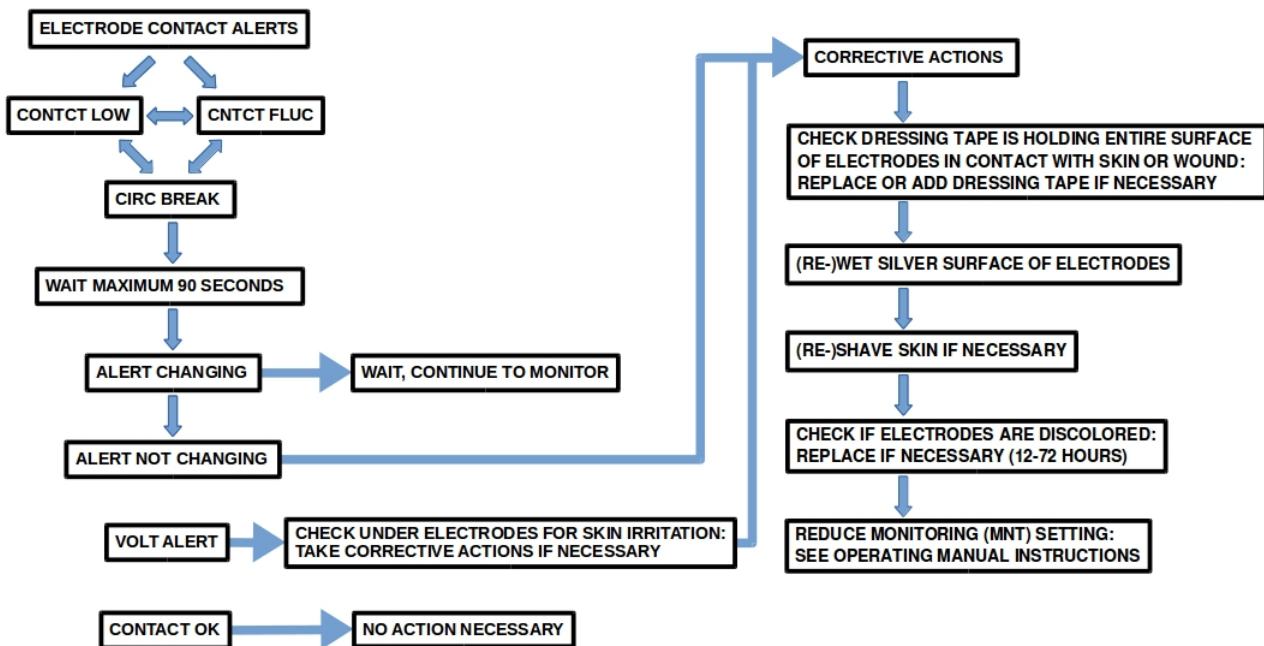 ELECTRODE CONTACT ALERTS
CONTCT LOW
CNTCT FLUC
CIRC BREAK
WAIT MAXIMUM 90 SECONDS
ALERT CHANGING
WAIT, CONTINUE TO MONITOR
ALERT NOT CHANGING
VOLT ALERT
CHECK UNDER ELECTRODES FOR SKIN IRRITATION:
TAKE CORRECTIVE ACTIONS IF NECESSARY
CONTACT OK
NO ACTION NECESSARY
CORRECTIVE ACTIONS
CHECK DRESSING TAPE IS HOLDING ENTIRE SURFACE
OF ELECTRODES IN CONTACT WITH SKIN OR WOUND:
REPLACE OR ADD DRESSING TAPE IF NECESSARY
(RE-)WET SILVER SURFACE OF ELECTRODES
(RE-)SHAVE SKIN IF NECESSARY
CHECK IF ELECTRODES ARE DISCOLORED:
REPLACE IF NECESSARY (12-72 HOURS)
REDUCE MONITORING (MNT) SETTING:
SEE OPERATING MANUAL INSTRUCTIONS